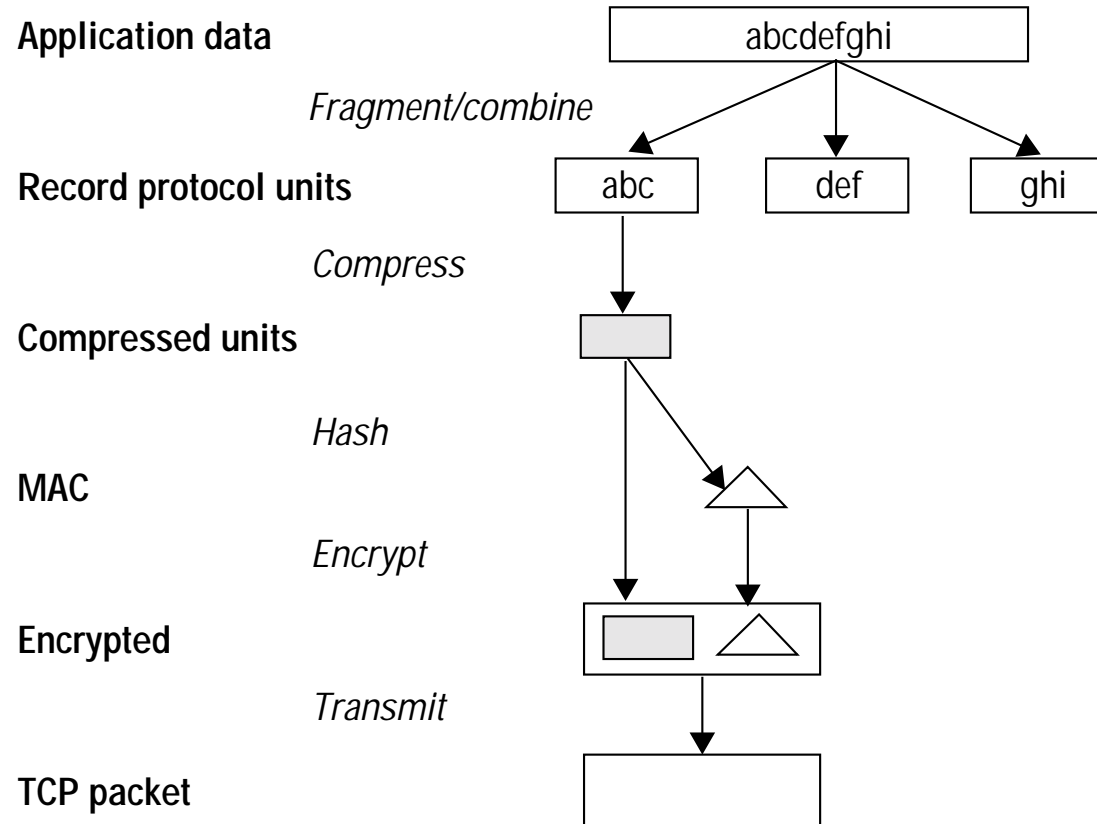 Application data
abcdefghi
Fragment/combine
Record protocol units
abc
def
ghi
Compress
Compressed units
Hash
MAC
Encrypt
Encrypted
Transmit
TCP packet